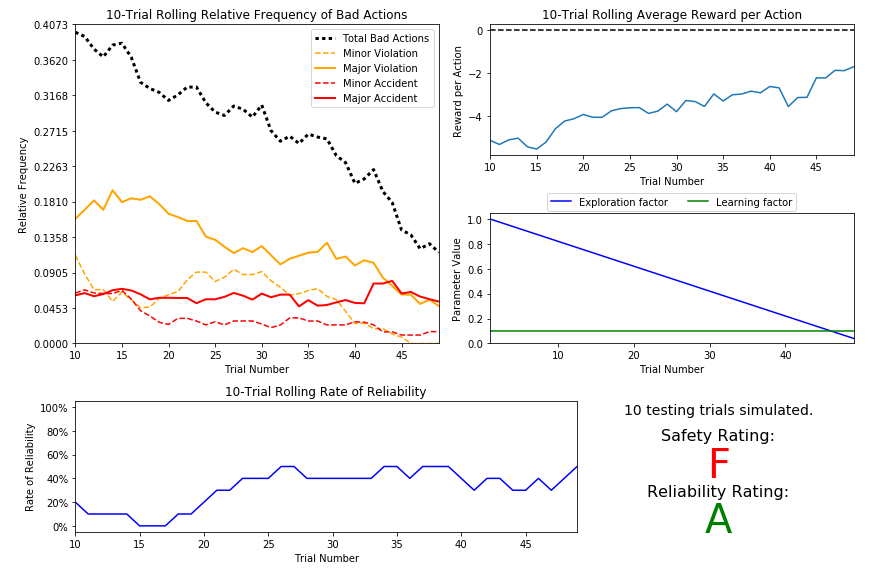 10-Trial Rolling Relative Frequency of Bad Actions
0.4073
0.3620
0.3168
0.2715
0.2263
0.1810
0.1358
0.0905
0.0453
0.0000
Relative Frequency
Total Bad Actions
Minor Violation
Major Violation
Minor Accident
Major Accident
10 15 20 25 30 35 40 45
Trial Number
10-Trial Rolling Average Reward per Action
0
−2
−4
Reward per Action
10 15 20 25 30 35 40 45
Trial Number
Exploration factor Learning factor
1.0
0.8
0.6
0.4
0.2
0.0
Parameter Value
10 20 30 40
Trial Number
10-Trial Rolling Rate of Reliability
100%
80%
60%
40%
20%
0%
Rate of Reliability
10 15 20 25 30 35 40 45
Trial Number
10 testing trials simulated.
Safety Rating:
F
Reliability Rating:
A